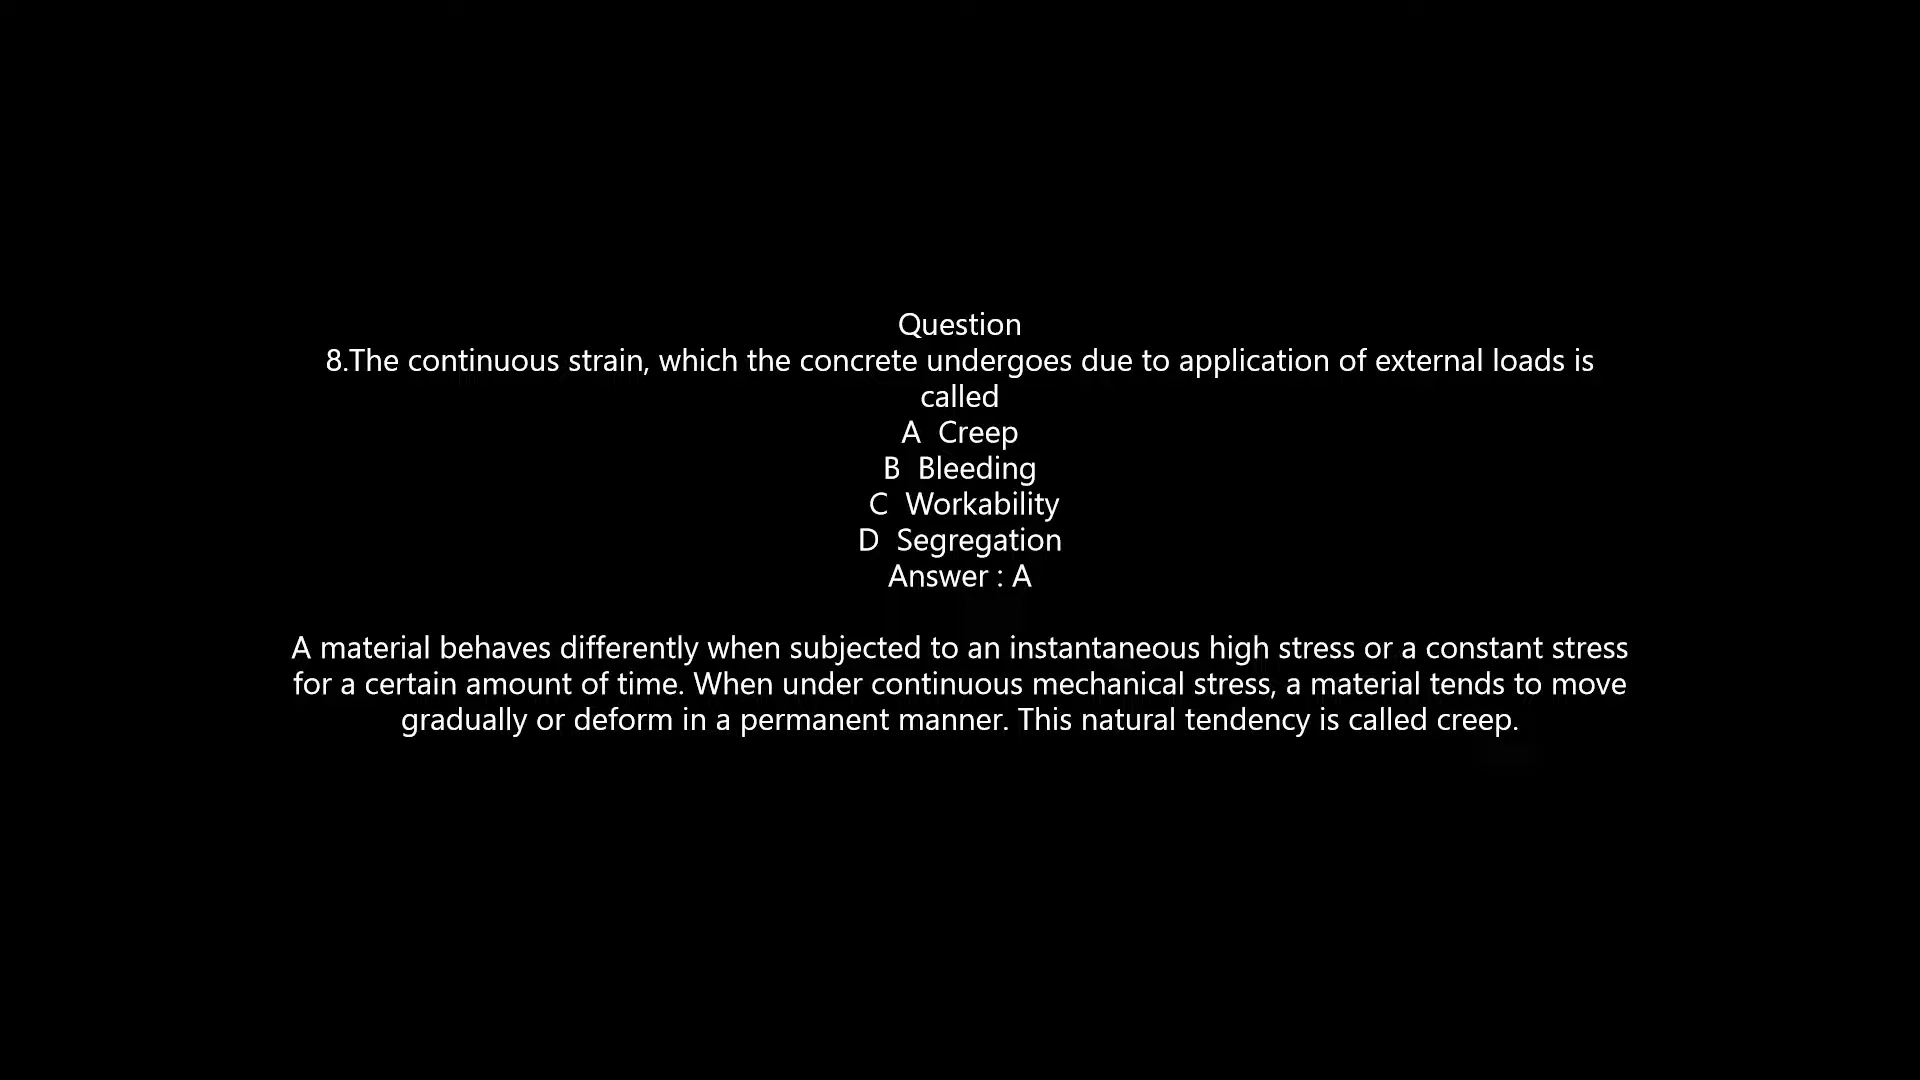 Question
8.The continuous strain, which the concrete undergoes due to application of external loads is
called
A  Creep
B  Bleeding
C  Workability
D  Segregation
Answer : A
A material behaves differently when subjected to an instantaneous high stress or a constant stress
for a certain amount of time. When under continuous mechanical stress, a material tends to move
gradually or deform in a permanent manner. This natural tendency is called creep.